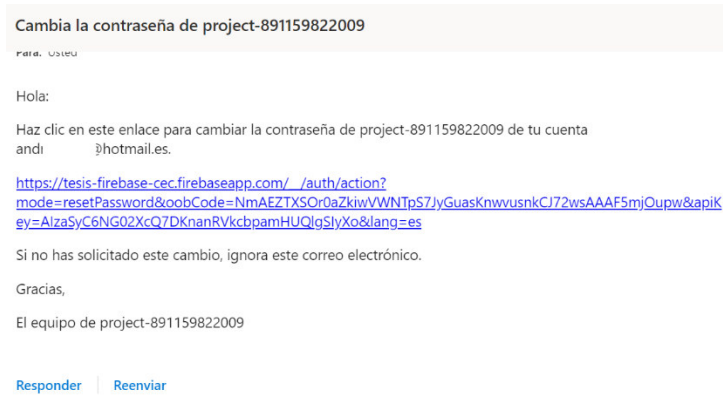 Cambia la contraseña de project-891159822009
Para: Usted
Hola:
Haz clic en este enlace para cambiar la contraseña de project-891159822009 de tu cuenta
andr @hotmail.es.
https://tesis-firebase-cec.firebaseapp.com/__/auth/action?
mode=resetPassword&oobCode=NmAEZTXSOr0aZkiwVWNTpS7JyGuasKnwvusnkCJ72wsAAAF5mjOupw&apiK
ey=AIzaSyC6NG02XcQ7DKnanRVkcbpamHUQlgSIyXo&lang=es
Si no has solicitado este cambio, ignora este correo electrónico.
Gracias,
El equipo de project-891159822009
Responder Reenviar